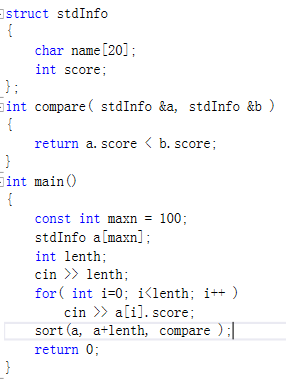 struct stdInfo
{
    char name[20];
    int score;
};
int compare( stdInfo &a, stdInfo &b )
{
    return a.score < b.score;
}
int main()
{
    const int maxn = 100;
    stdInfo a[maxn];
    int lenth;
    cin >> lenth;
    for( int i=0; i<lenth; i++ )
        cin >> a[i].score;
    sort(a, a+lenth, compare );
    return 0;
}